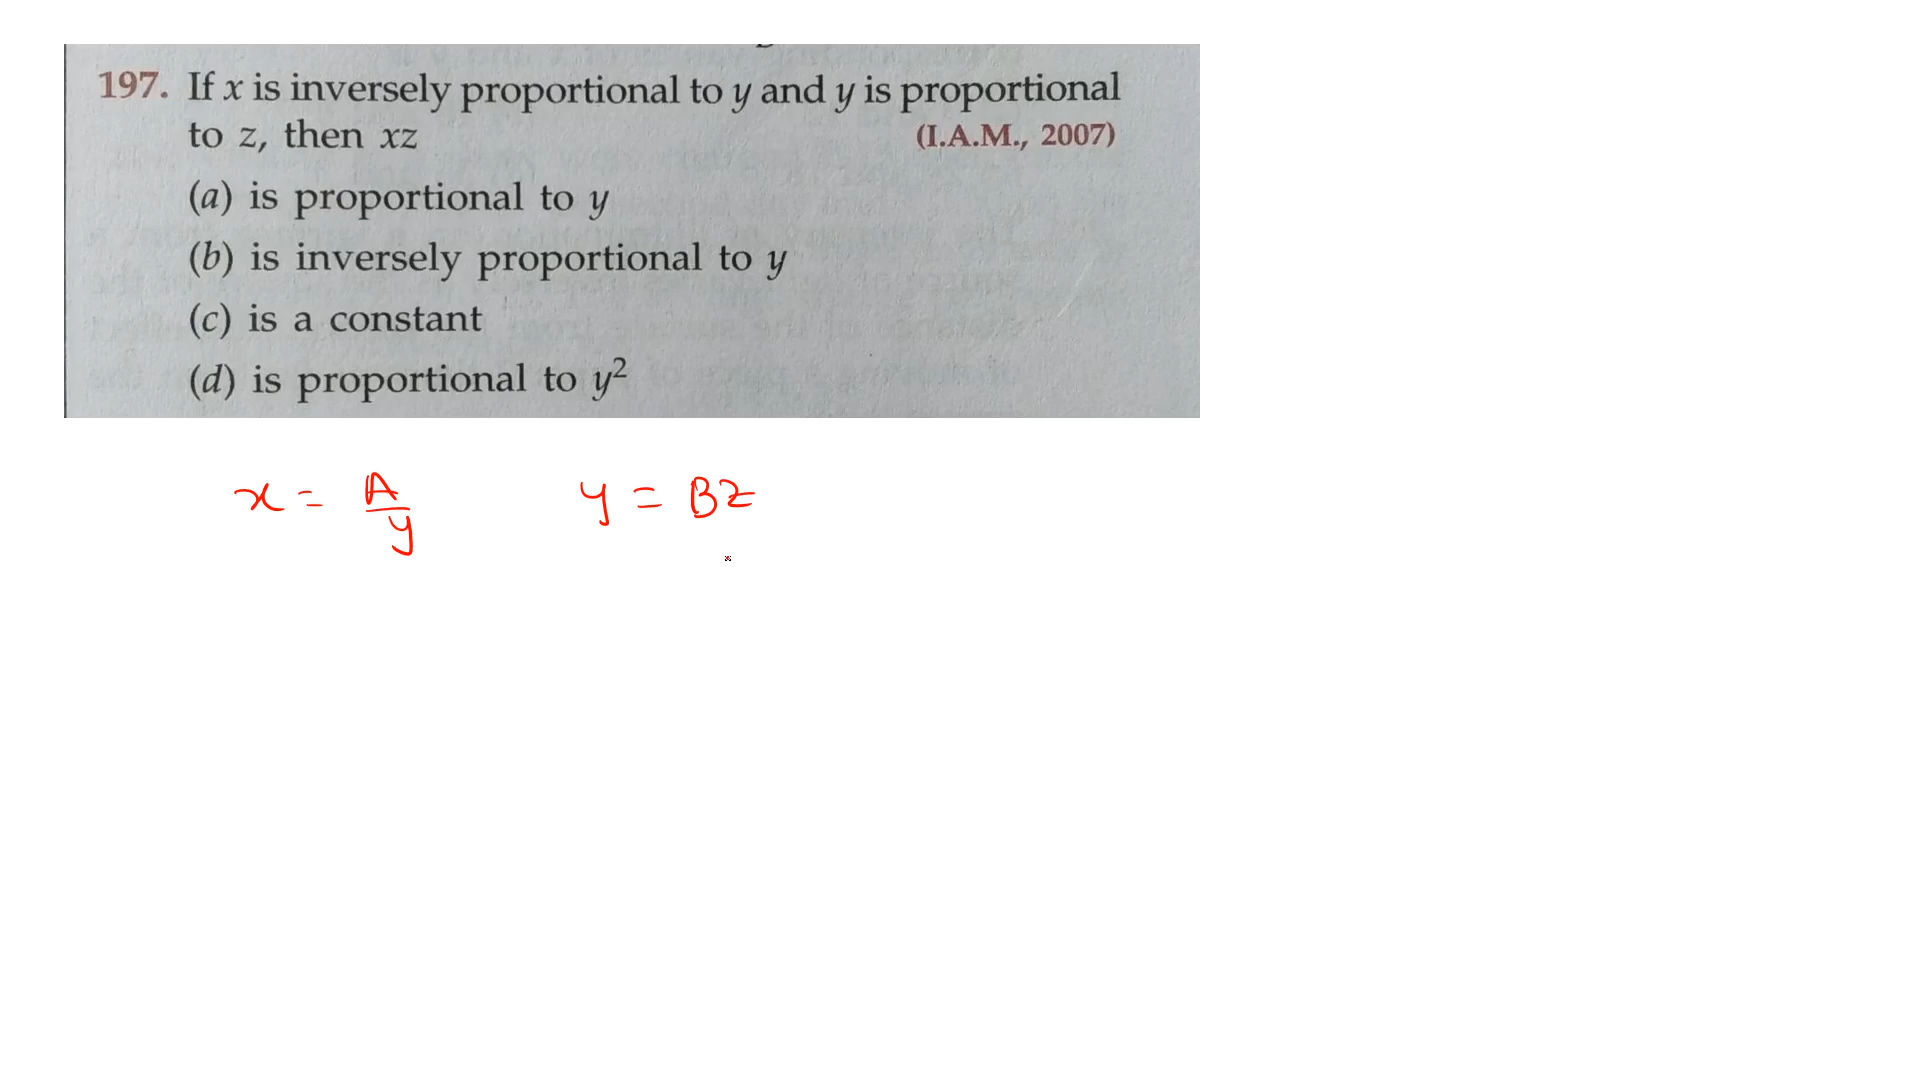 197. If x is inversely proportional to y and y is proportional
to z, then xz (I.A.M., 2007)
(a) is proportional to y
(b) is inversely proportional to y
(c) is a constant
(d) is proportional to y²
x = A/y y = Bz